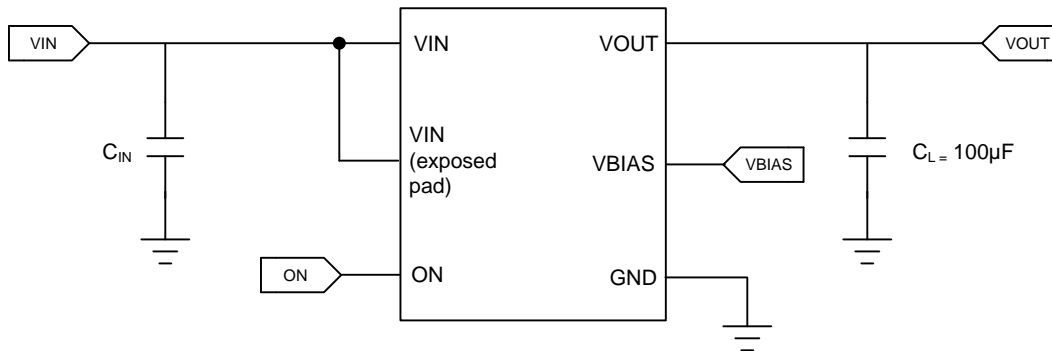 VIN
VIN
VOUT
VOUT
VIN
(exposed
pad)
CIN
VBIAS
VBIAS
CL = 100µF
ON
ON
GND